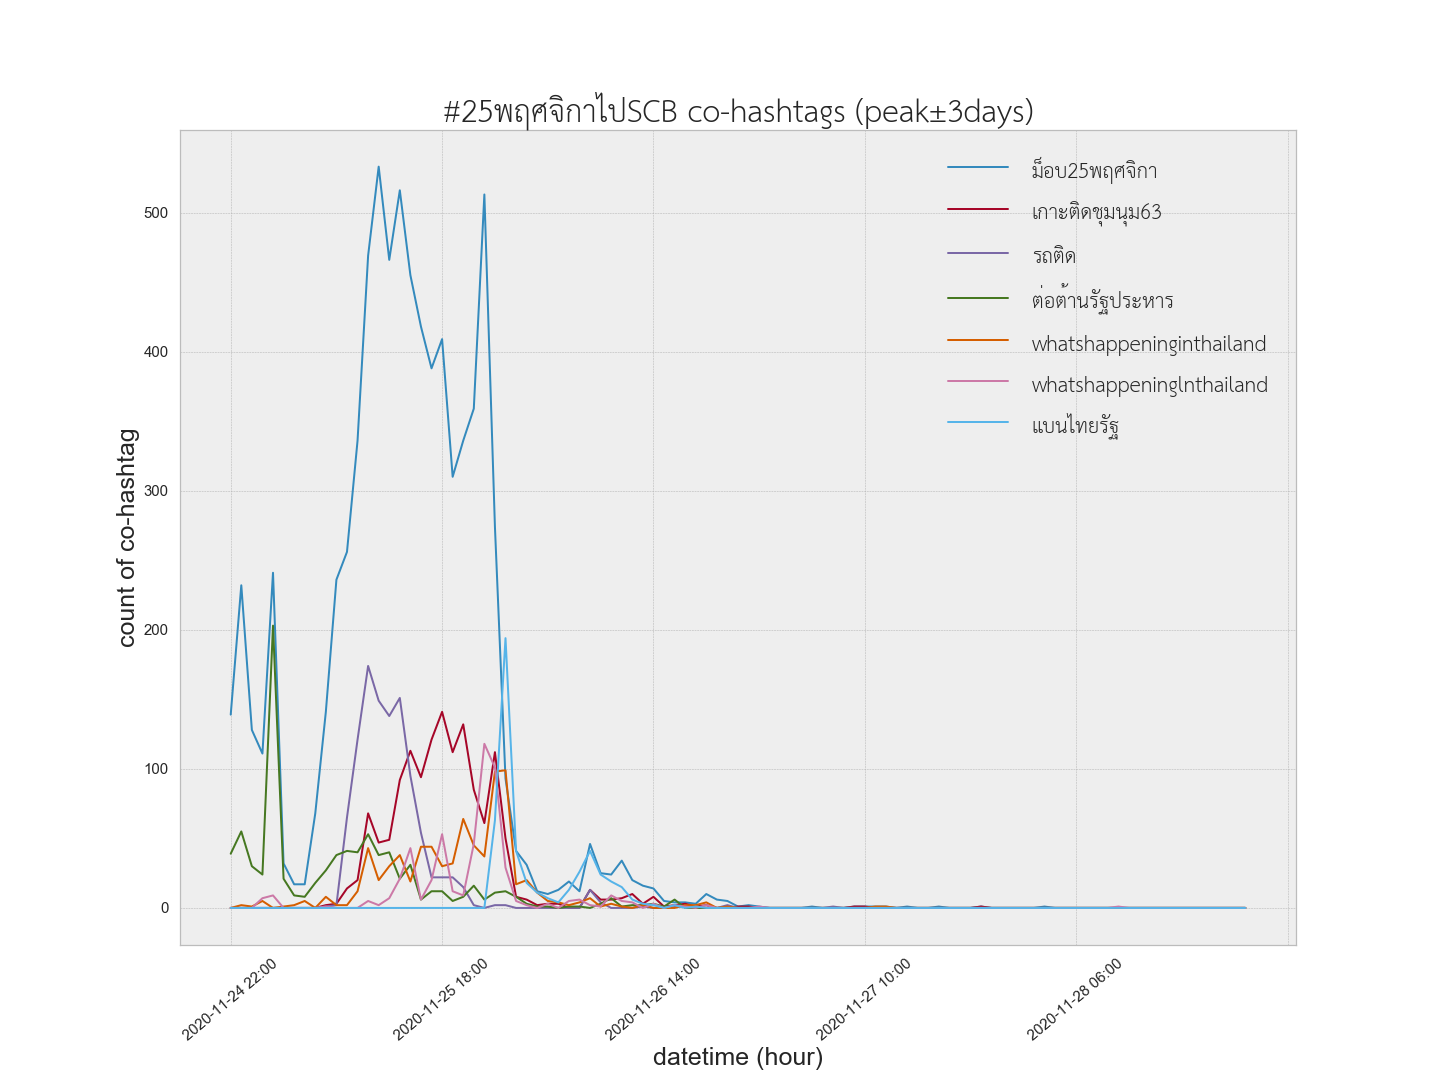 #25พฤศจิกาไปSCB co-hashtags (peak±3days)
ม็อบ25พฤศจิกา
เกาะติดชุมนุม63
รถติด
ต่อต้านรัฐประหาร
whatshappeninginthailand
whatshappeninglnthailand
แบนไทยรัฐ
count of co-hashtag
500
400
300
200
100
0
2020-11-24 22:00
2020-11-25 18:00
2020-11-26 14:00
2020-11-27 10:00
2020-11-28 06:00
datetime (hour)